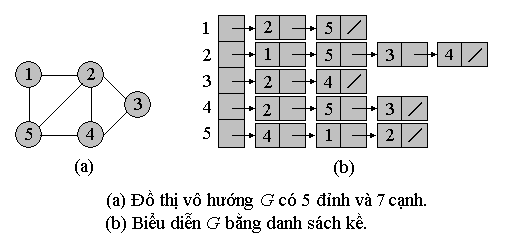 1 2 5 /
2 1 5 3 4 /
3 2 4 /
4 2 5 3 /
5 4 1 2 /
1 2 3 5 4
(a) (b)
(a) Đồ thị vô hướng G có 5 đỉnh và 7 cạnh.
(b) Biểu diễn G bằng danh sách kề.